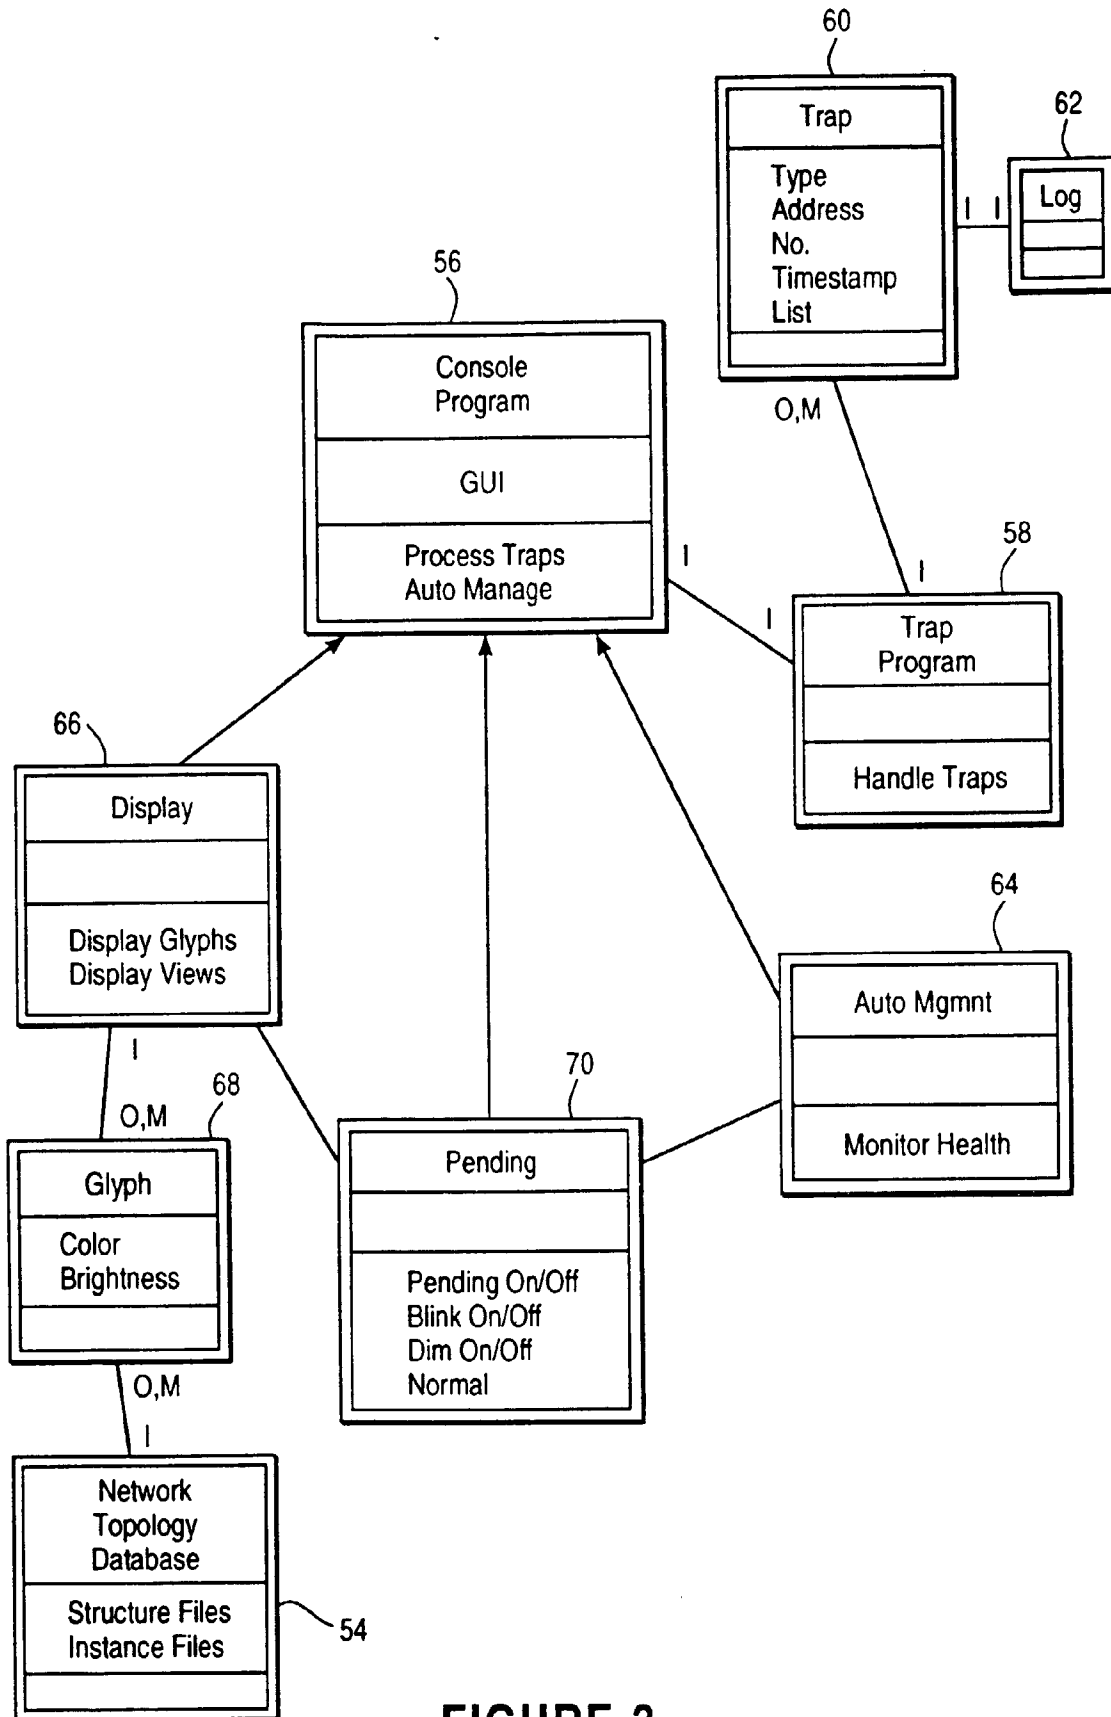 60
Trap
Type
Address
No.
Timestamp
List
62
Log
I I
O,M
I
56
Console
Program
GUI
Process Traps
Auto Manage
I
I
58
Trap
Program
Handle Traps
66
Display
Display Glyphs
Display Views
64
Auto Mgmnt
Monitor Health
I
O,M
68
Glyph
Color
Brightness
70
Pending
Pending On/Off
Blink On/Off
Dim On/Off
Normal
O,M
I
Network
Topology
Database
Structure Files
Instance Files
54